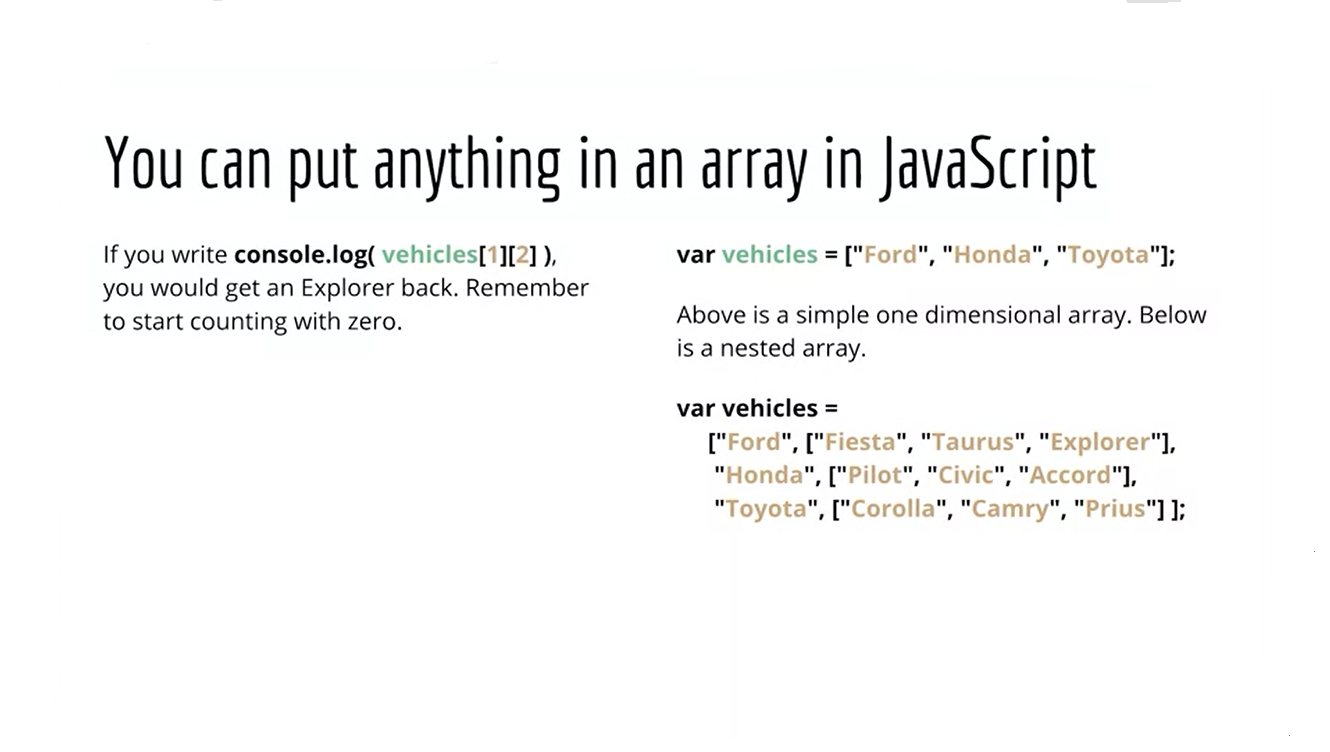 You can put anything in an array in JavaScript
If you write console.log( vehicles[1][2] ),
you would get an Explorer back. Remember
to start counting with zero.
var vehicles = ["Ford", "Honda", "Toyota"];
Above is a simple one dimensional array. Below
is a nested array.
var vehicles =
["Ford", ["Fiesta", "Taurus", "Explorer"],
"Honda", ["Pilot", "Civic", "Accord"],
"Toyota", ["Corolla", "Camry", "Prius"] ];